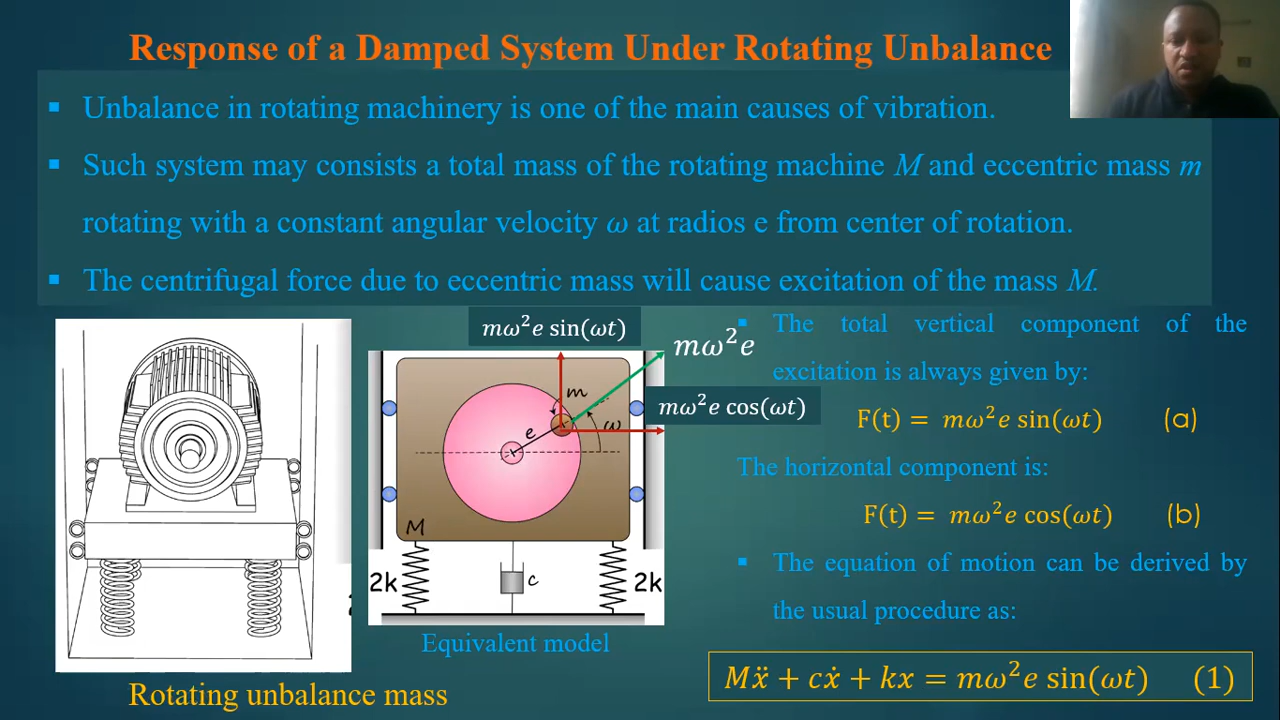 Response of a Damped System Under Rotating Unbalance
▪ Unbalance in rotating machinery is one of the main causes of vibration.
▪ Such system may consists a total mass of the rotating machine M and eccentric mass m
rotating with a constant angular velocity ω at radios e from center of rotation.
▪ The centrifugal force due to eccentric mass will cause excitation of the mass M.
mω²e sin(ωt)
mω²e
mω²e cos(ωt)
m
e
ω
M
2k
c
2k
Equivalent model
Rotating unbalance mass
▪ The total vertical component of the
excitation is always given by:
F(t) = mω²e sin(ωt) (a)
The horizontal component is:
F(t) = mω²e cos(ωt) (b)
▪ The equation of motion can be derived by
the usual procedure as:
Mẍ + cẋ + kx = mω²e sin(ωt) (1)